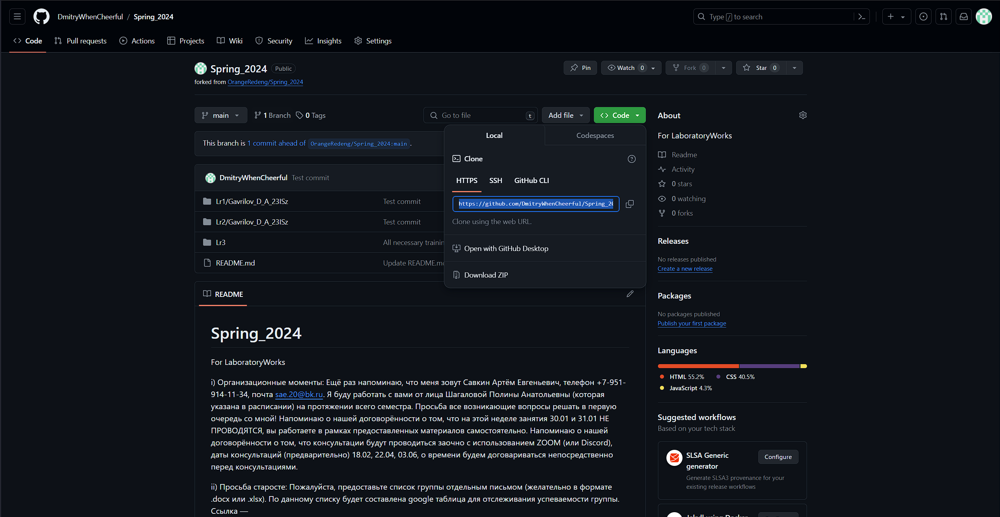 DmitryWhenCheerful / Spring_2024
Type / to search
Code Pull requests Actions Projects Wiki Security Insights Settings
Spring_2024 Public
Pin Watch 0 Fork 0 Star 0
forked from OrangeRedeng/Spring_2024
main 1 Branch 0 Tags
Go to file t Add file Code
This branch is 1 commit ahead of OrangeRedeng/Spring_2024:main .
DmitryWhenCheerful Test commit
Lr1/Gavrilov_D_A_23ISz Test commit
Lr2/Gavrilov_D_A_23ISz Test commit
Lr3 All necessary trainin
README.md Update README.m
Local Codespaces
Clone
HTTPS SSH GitHub CLI
https://github.com/DmitryWhenCheerful/Spring_20
Clone using the web URL.
Open with GitHub Desktop
Download ZIP
README
Spring_2024
For LaboratoryWorks
i) Организационные моменты: Ещё раз напоминаю, что меня зовут Савкин Артём Евгеньевич, телефон +7-951-
914-11-34, почта sae.20@bk.ru. Я буду работать с вами от лица Шагаловой Полины Анатольевны (которая
указана в расписании) на протяжении всего семестра. Просьба все возникающие вопросы решать в первую
очередь со мной! Напоминаю о нашей договорённости о том, что на этой неделе занятия 30.01 и 31.01 НЕ
ПРОВОДЯТСЯ, вы работаете в рамках предоставленных материалов самостоятельно. Напоминаю о нашей
договорённости о том, что консультации будут проводиться заочно с использованием ZOOM (или Discord),
даты консультаций (предварительно) 18.02, 22.04, 03.06, о времени будем договариваться непосредственно
перед консультациями.
ii) Просьба старосте: Пожалуйста, предоставьте список группы отдельным письмом (желательно в формате
.docx или .xlsx). По данному списку будет составлена google таблица для отслеживания успеваемости группы.
Ссылка —
About
For LaboratoryWorks
Readme
Activity
0 stars
0 watching
0 forks
Releases
No releases published
Create a new release
Packages
No packages published
Publish your first package
Languages
HTML 55.2% CSS 40.5%
JavaScript 4.3%
Suggested workflows
Based on your tech stack
SLSA Generic
generator
Configure
Generate SLSA3 provenance for your
existing release workflows
Jekyll using Docker